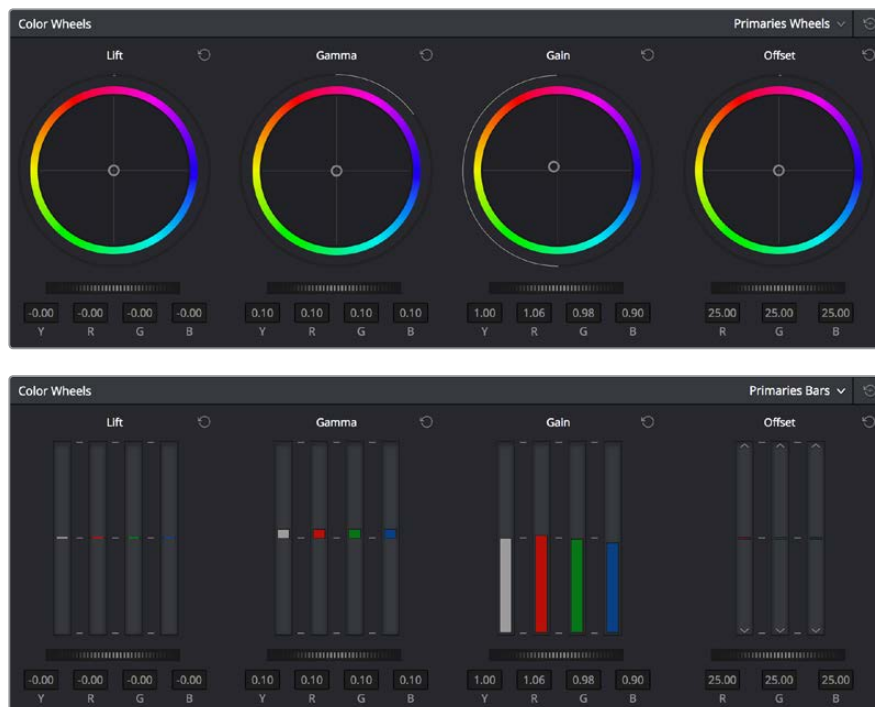 Color Wheels Primaries Wheels
Lift Gamma Gain Offset
-0.00 -0.00 -0.00 -0.00 0.10 0.10 0.10 0.10 1.00 1.06 0.98 0.90 25.00 25.00 25.00
Y R G B Y R G B Y R G B R G B
Color Wheels Primaries Bars
Lift Gamma Gain Offset
-0.00 -0.00 -0.00 -0.00 0.10 0.10 0.10 0.10 1.00 1.06 0.98 0.90 25.00 25.00 25.00
Y R G B Y R G B Y R G B R G B